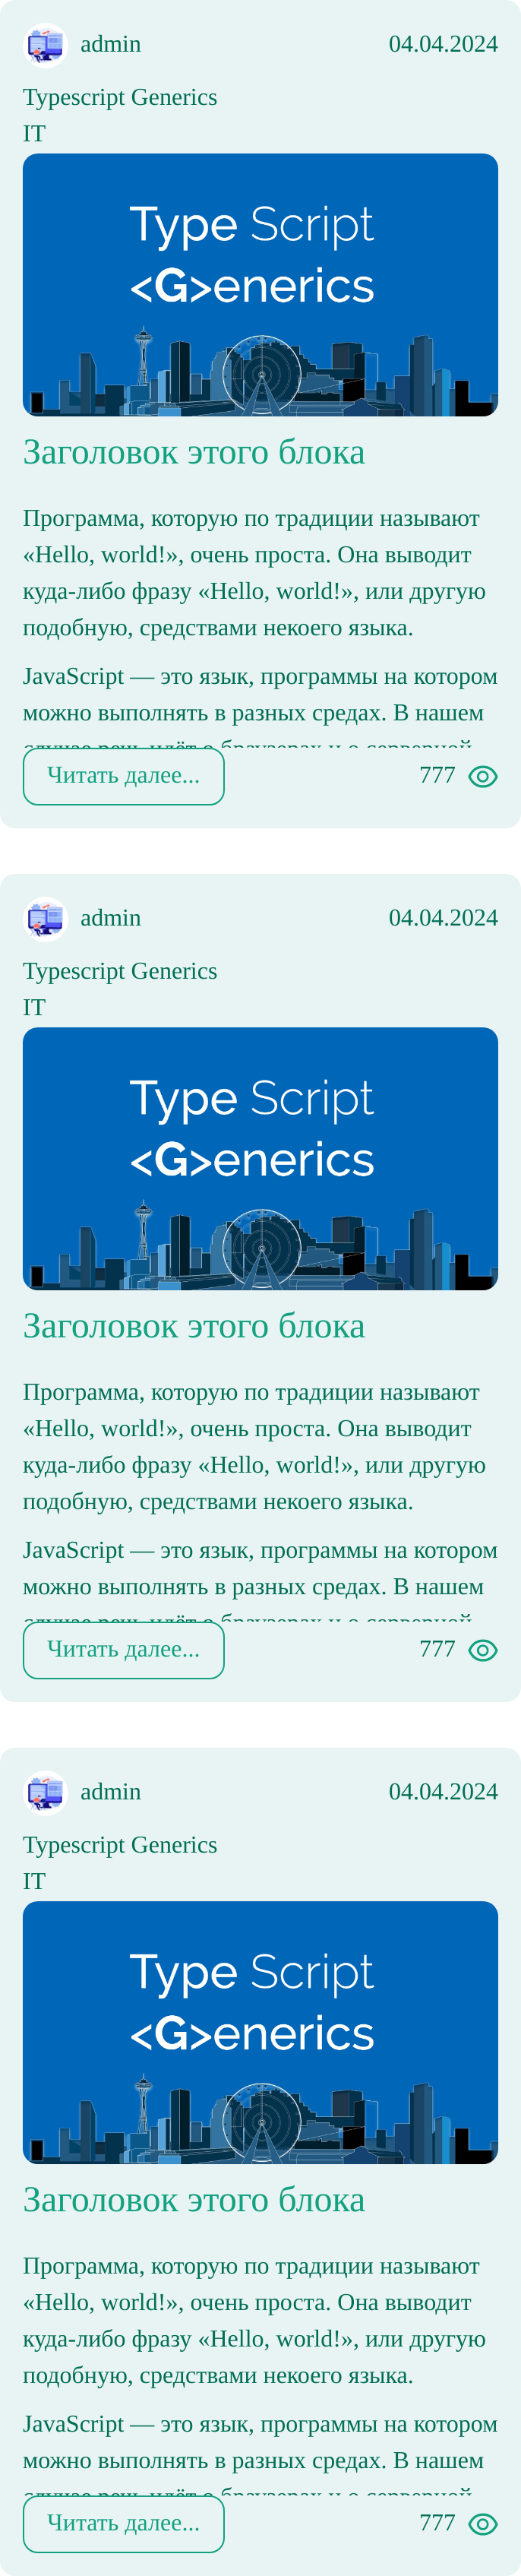 admin 04.04.2024
Typescript Generics
IT
Type Script
<G>enerics
Заголовок этого блока
Программа, которую по традиции называют
«Hello, world!», очень проста. Она выводит
куда-либо фразу «Hello, world!», или другую
подобную, средствами некоего языка.
JavaScript — это язык, программы на котором
можно выполнять в разных средах. В нашем
Читать далее... 777
admin 04.04.2024
Typescript Generics
IT
Type Script
<G>enerics
Заголовок этого блока
Программа, которую по традиции называют
«Hello, world!», очень проста. Она выводит
куда-либо фразу «Hello, world!», или другую
подобную, средствами некоего языка.
JavaScript — это язык, программы на котором
можно выполнять в разных средах. В нашем
Читать далее... 777
admin 04.04.2024
Typescript Generics
IT
Type Script
<G>enerics
Заголовок этого блока
Программа, которую по традиции называют
«Hello, world!», очень проста. Она выводит
куда-либо фразу «Hello, world!», или другую
подобную, средствами некоего языка.
JavaScript — это язык, программы на котором
можно выполнять в разных средах. В нашем
Читать далее... 777